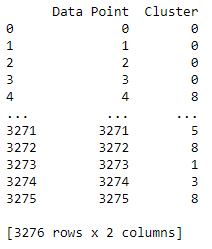 Data Point Cluster
0 0 0
1 1 0
2 2 0
3 3 0
4 4 8
... ... ...
3271 3271 5
3272 3272 8
3273 3273 1
3274 3274 3
3275 3275 8
[3276 rows x 2 columns]